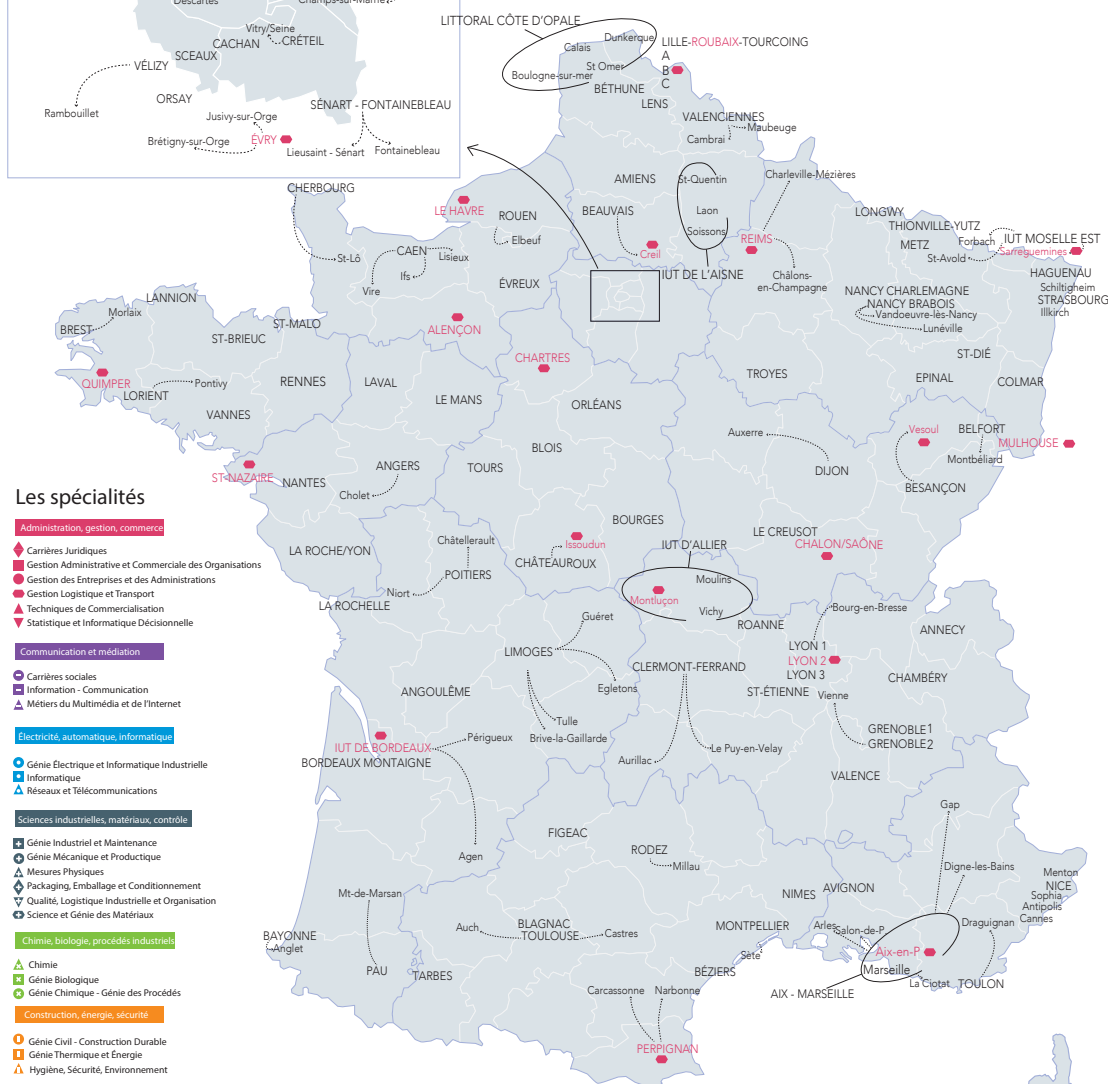 Descartes
Champs-sur-Marne
Vitry/Seine
CACHAN
CRÉTEIL
SCEAUX
VÉLIZY
ORSAY
Rambouillet
SÉNART - FONTAINEBLEAU
Jusivy-sur-Orge
Brétigny-sur-Orge
ÉVRY
Lieusaint - Sénart
Fontainebleau
LITTORAL CÔTE D'OPALE
Dunkerque
Calais
St Omer
Boulogne-sur-mer
LILLE-ROUBAIX-TOURCOING
A
B
C
BÉTHUNE
LENS
VALENCIENNES
Maubeuge
Cambrai
CHERBOURG
LE HAVRE
ROUEN
Elbeuf
AMIENS
BEAUVAIS
Creil
St-Quentin
Laon
Soissons
IUT DE L'AISNE
Charleville-Mézières
REIMS
Châlons-
en-Champagne
LONGWY
THIONVILLE-YUTZ
METZ
Forbach
IUT MOSELLE EST
Sarreguemines
St-Avold
HAGUENAU
Schiltigheim
STRASBOURG
Illkirch
NANCY CHARLEMAGNE
NANCY BRABOIS
Vandoeuvre-lès-Nancy
Lunéville
St-Lô
CAEN
Lisieux
Ifs
Vire
ÉVREUX
LANNION
Morlaix
BREST
ST-BRIEUC
ST-MALO
ALENÇON
CHARTRES
QUIMPER
LORIENT
Pontivy
VANNES
RENNES
LAVAL
LE MANS
ORLÉANS
TROYES
ST-DIÉ
EPINAL
COLMAR
BLOIS
Auxerre
Vesoul
BELFORT
Montbéliard
MULHOUSE
ST-NAZAIRE
NANTES
ANGERS
Cholet
TOURS
DIJON
BESANÇON
BOURGES
LE CREUSOT
CHALON/SAÔNE
LA ROCHE/YON
Châtellerault
POITIERS
Niort
Issoudun
CHÂTEAUROUX
IUT D'ALLIER
Moulins
Montluçon
Vichy
LA ROCHELLE
Guéret
ROANNE
Bourg-en-Bresse
ANNECY
LIMOGES
Egletons
CLERMONT-FERRAND
LYON 1
LYON 2
LYON 3
CHAMBÉRY
ANGOULÊME
ST-ÉTIENNE
Vienne
Tulle
Brive-la-Gaillarde
GRENOBLE 1
GRENOBLE 2
IUT DE BORDEAUX
Périgueux
BORDEAUX MONTAIGNE
Aurillac
Le Puy-en-Velay
VALENCE
Gap
FIGEAC
RODEZ
Millau
Agen
Digne-les-Bains
Mt-de-Marsan
NIMES
AVIGNON
Menton
NICE
Sophia
Antipolis
Cannes
Auch
BLAGNAC
TOULOUSE
Castres
MONTPELLIER
Arles
Salon-de-P
Draguignan
BAYONNE
Anglet
PAU
TARBES
BÉZIERS
Sète
Aix-en-P
Marseille
La Ciotat
TOULON
AIX - MARSEILLE
Carcassonne
Narbonne
PERPIGNAN
Les spécialités
Administration, gestion, commerce
Carrières Juridiques
Gestion Administrative et Commerciale des Organisations
Gestion des Entreprises et des Administrations
Gestion Logistique et Transport
Techniques de Commercialisation
Statistique et Informatique Décisionnelle
Communication et médiation
Carrières sociales
Information - Communication
Métiers du Multimédia et de l'Internet
Électricité, automatique, informatique
Génie Électrique et Informatique Industrielle
Informatique
Réseaux et Télécommunications
Sciences industrielles, matériaux, contrôle
Génie Industriel et Maintenance
Génie Mécanique et Productique
Mesures Physiques
Packaging, Emballage et Conditionnement
Qualité, Logistique Industrielle et Organisation
Science et Génie des Matériaux
Chimie, biologie, procédés industriels
Chimie
Génie Biologique
Génie Chimique - Génie des Procédés
Construction, énergie, sécurité
Génie Civil - Construction Durable
Génie Thermique et Énergie
Hygiène, Sécurité, Environnement